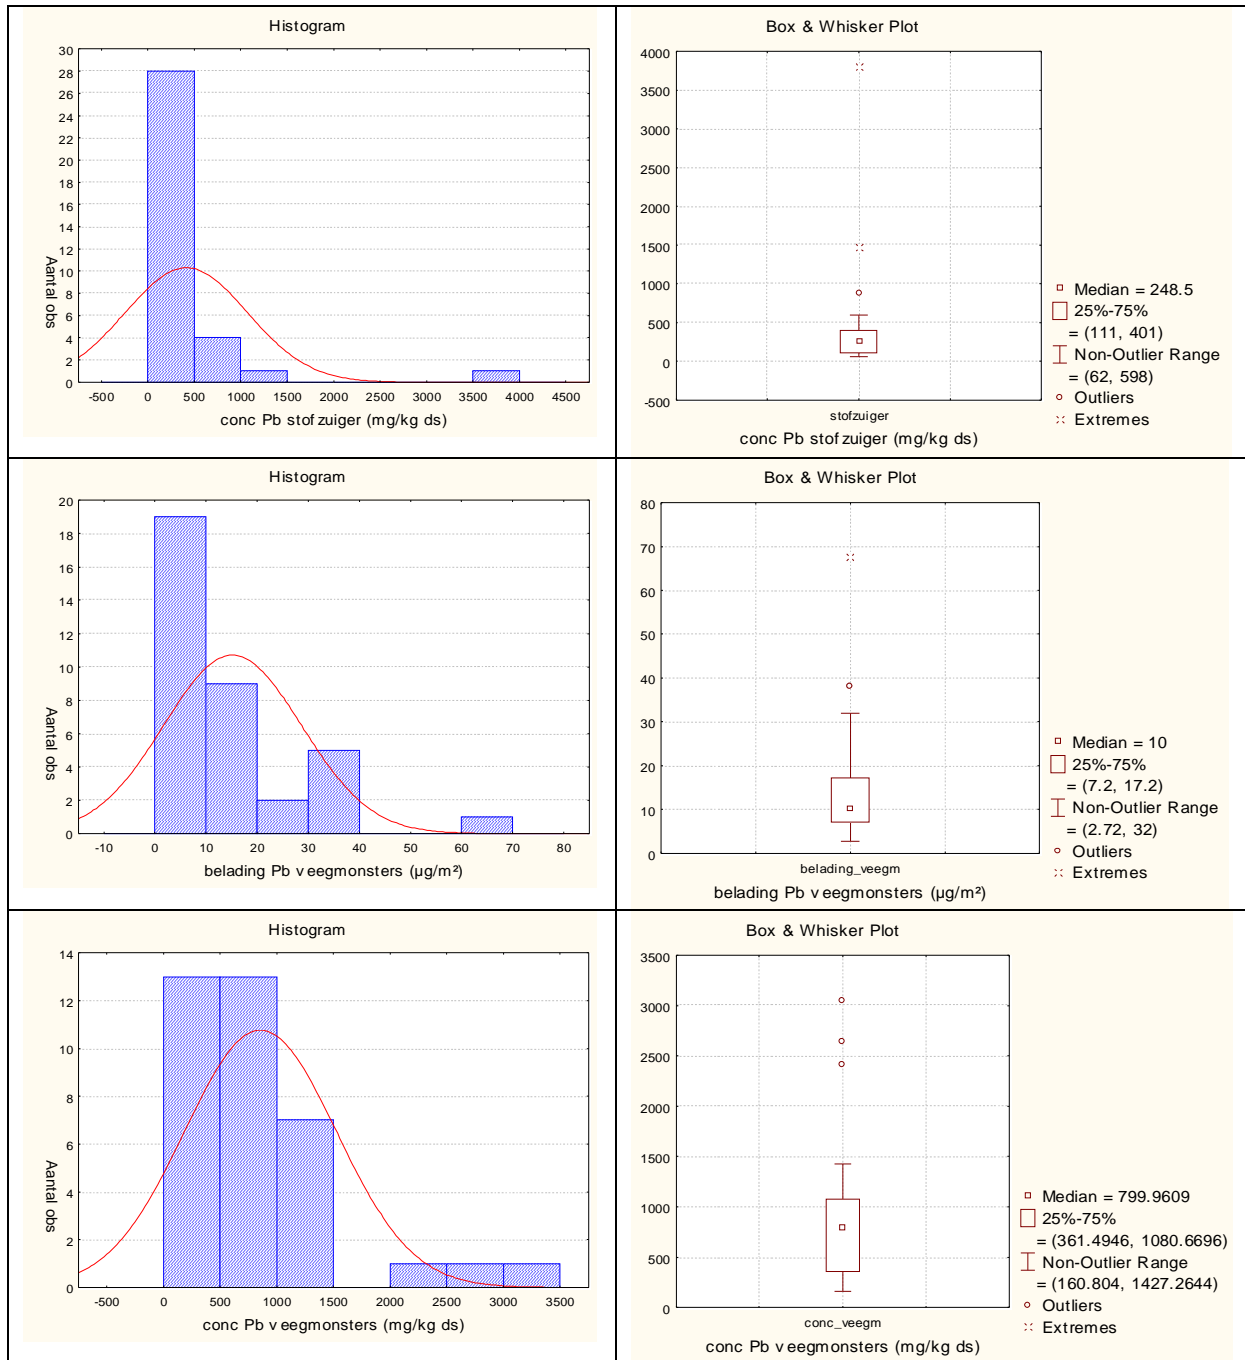 Histogram
30
28
26
24
22
20
18
16
14
12
10
8
6
4
2
0
Aantal obs
-500 0 500 1000 1500 2000 2500 3000 3500 4000 4500
conc Pb stofzuiger (mg/kg ds)
Box & Whisker Plot
4000
3500
3000
2500
2000
1500
1000
500
0
-500
stofzuiger
conc Pb stofzuiger (mg/kg ds)
Median = 248.5
25%-75%
= (111, 401)
Non-Outlier Range
= (62, 598)
Outliers
Extremes
Histogram
20
18
16
14
12
10
8
6
4
2
0
Aantal obs
-10 0 10 20 30 40 50 60 70 80
belading Pb veegmonsters (µg/m²)
Box & Whisker Plot
80
70
60
50
40
30
20
10
0
belading_veegm
belading Pb veegmonsters (µg/m²)
Median = 10
25%-75%
= (7.2, 17.2)
Non-Outlier Range
= (2.72, 32)
Outliers
Extremes
Histogram
14
12
10
8
6
4
2
0
Aantal obs
-500 0 500 1000 1500 2000 2500 3000 3500
conc Pb veegmonsters (mg/kg ds)
Box & Whisker Plot
3500
3000
2500
2000
1500
1000
500
0
conc_veegm
conc Pb veegmonsters (mg/kg ds)
Median = 799.9609
25%-75%
= (361.4946, 1080.6696)
Non-Outlier Range
= (160.804, 1427.2644)
Outliers
Extremes